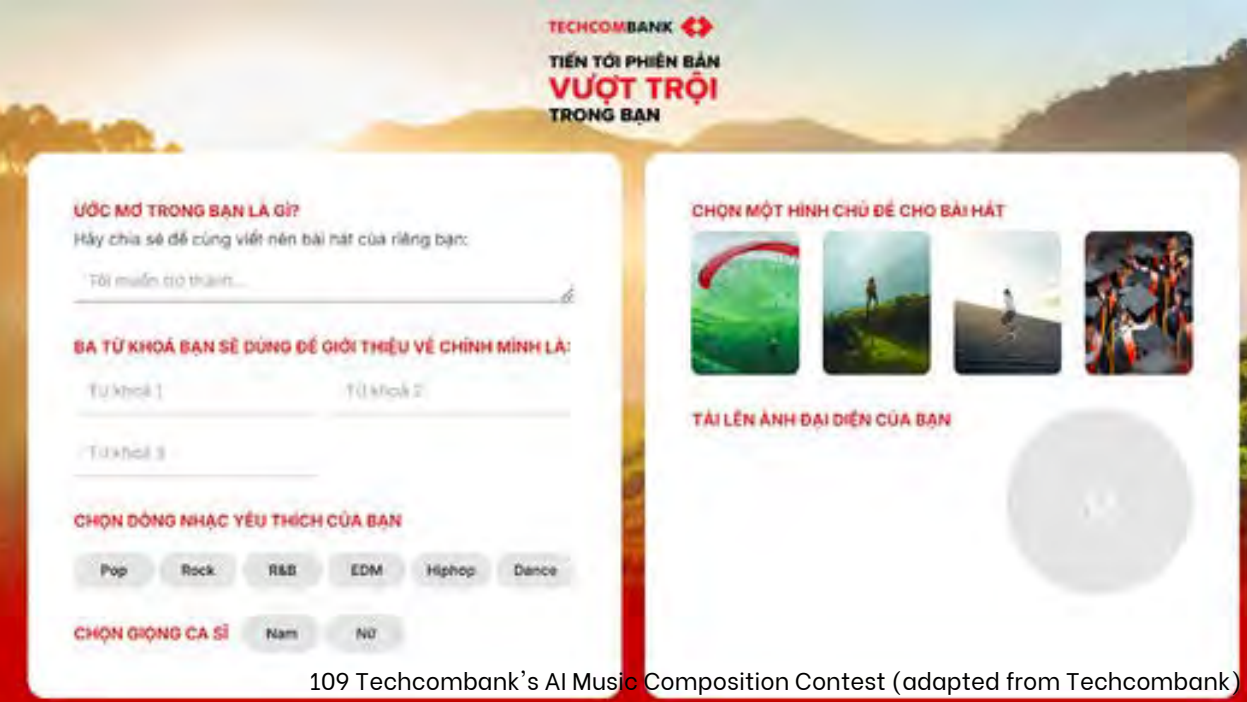 TECHCOMBANK
TIẾN TỚI PHIÊN BẢN
VƯỢT TRỘI
TRONG BẠN
ƯỚC MƠ TRONG BẠN LÀ GÌ?
Hãy chia sẻ để cùng viết nên bài hát của riêng bạn:
Tôi muốn trở thành...
BA TỪ KHOÁ BẠN SẼ DÙNG ĐỂ GIỚI THIỆU VỀ CHÍNH MÌNH LÀ:
Từ khoá 1 Từ khoá 2
Từ khoá 3
CHỌN DÒNG NHẠC YÊU THÍCH CỦA BẠN
Pop Rock R&B EDM Hiphop Dance
CHỌN GIỌNG CA SĨ Nam Nữ
CHỌN MỘT HÌNH CHỦ ĐỀ CHO BÀI HÁT
TẢI LÊN ẢNH ĐẠI DIỆN CỦA BẠN
109 Techcombank's AI Music Composition Contest (adapted from Techcombank)